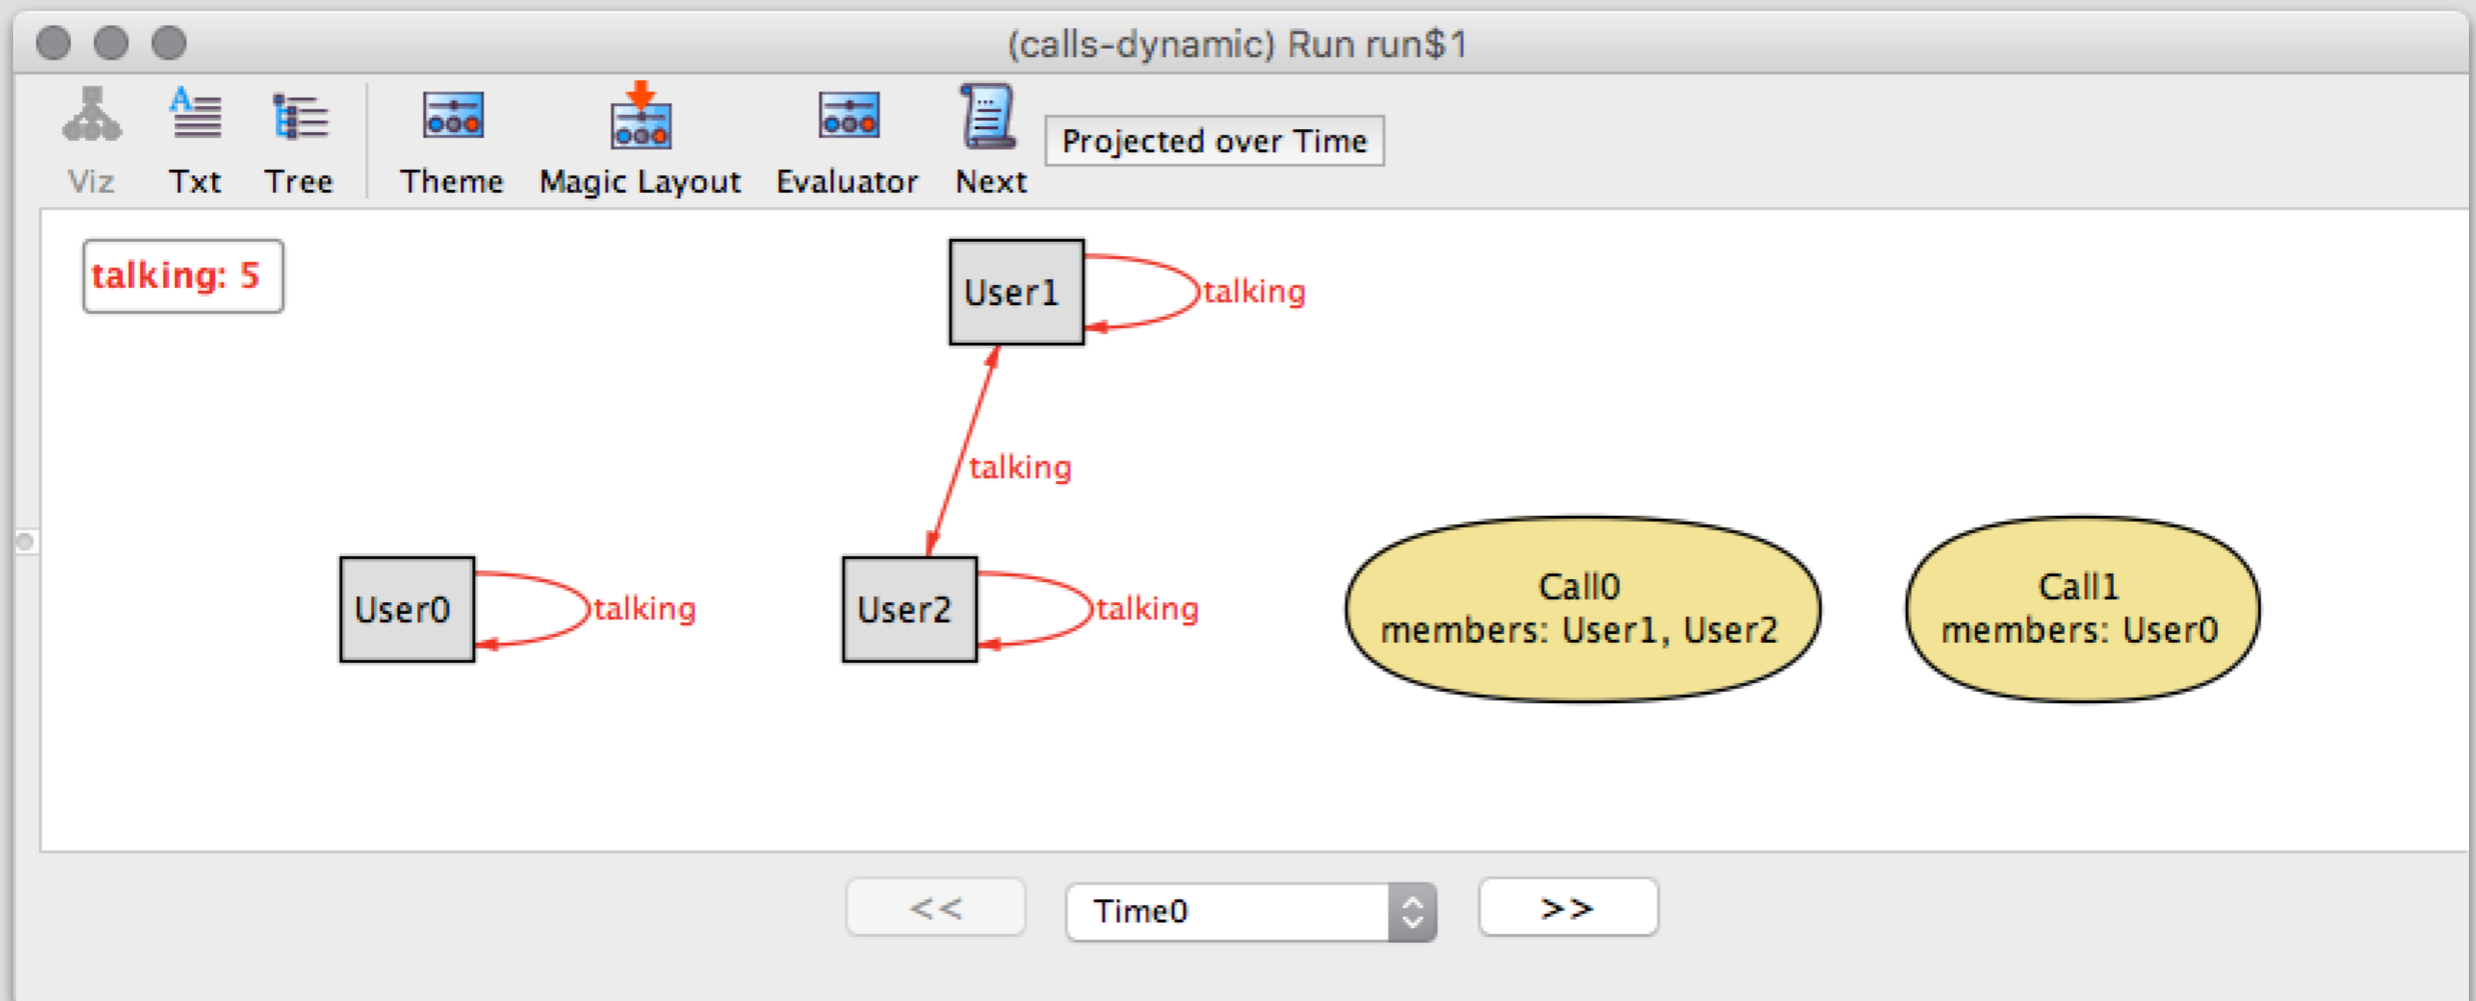 (calls-dynamic) Run run$1
A
Viz Txt Tree Theme Magic Layout Evaluator Next Projected over Time
talking: 5
User1 talking
talking
User0 talking User2 talking
Call0
members: User1, User2
Call1
members: User0
<< Time0 >>